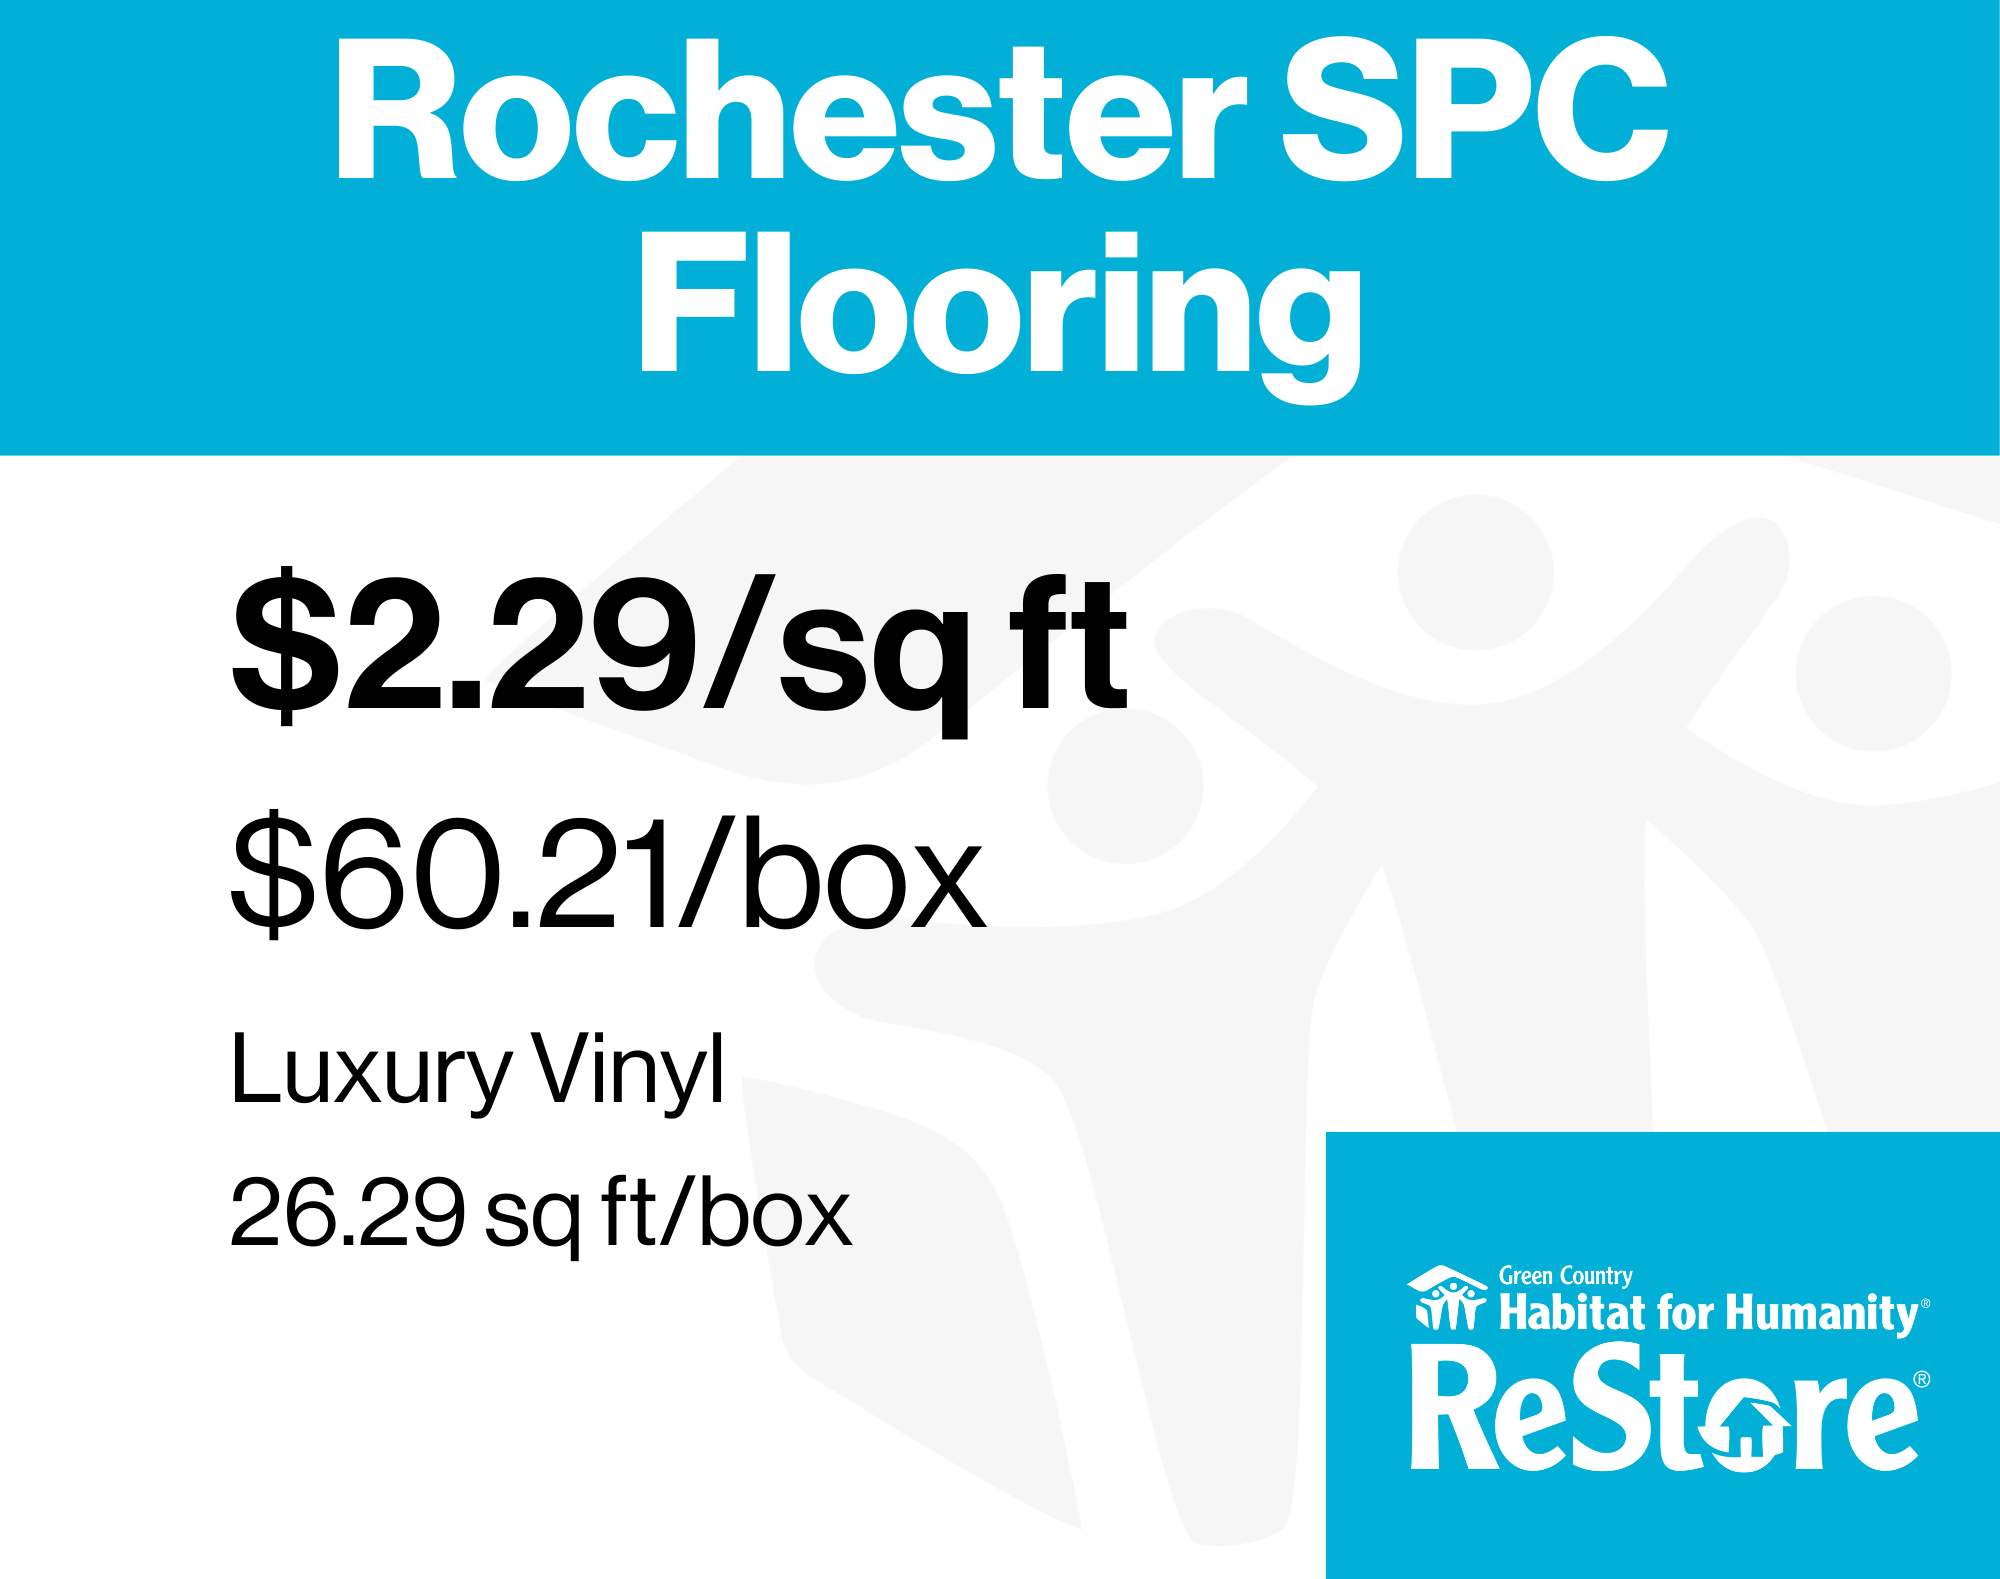 Rochester SPC
Flooring
$2.29/sq ft
$60.21/box
Luxury Vinyl
26.29 sq ft/box
Green Country
Habitat for Humanity®
ReStore®